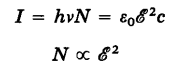 I = hνN = ε₀ℰ²c
N ∝ ℰ²